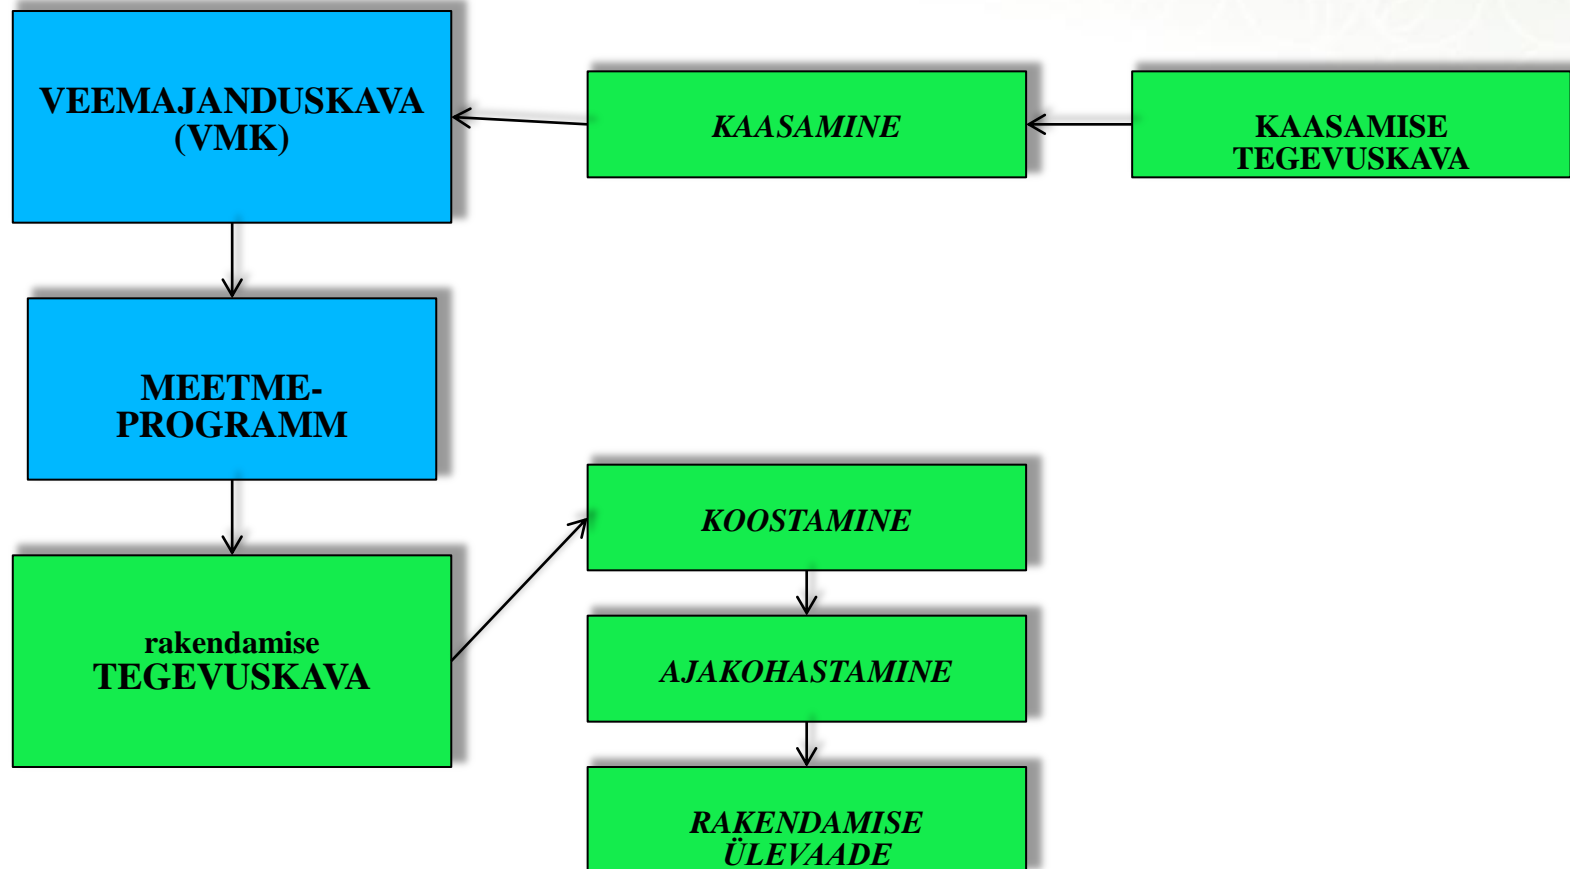 VEEMAJANDUSKAVA
(VMK)
KAASAMINE
KAASAMISE
TEGEVUSKAVA
MEETME-
PROGRAMM
KOOSTAMINE
rakendamise
TEGEVUSKAVA
AJAKOHASTAMINE
RAKENDAMISE
ÜLEVAADE